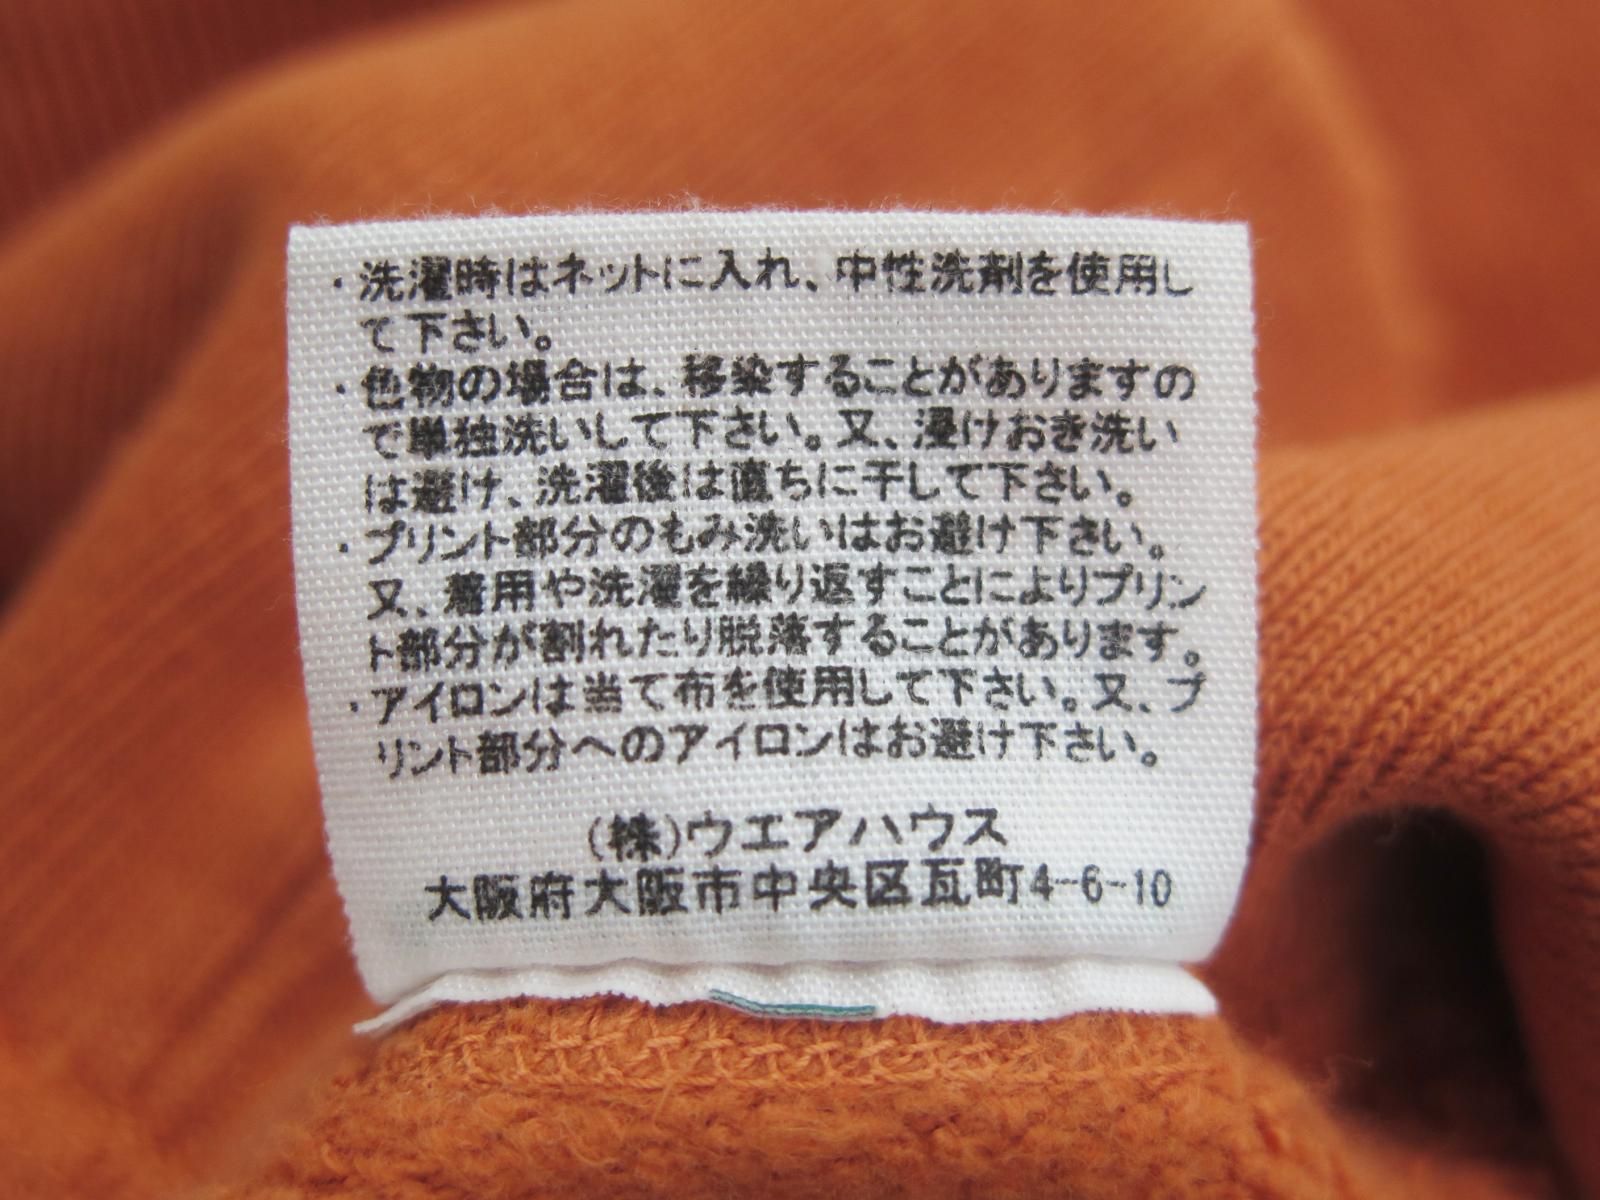 ・洗濯時はネットに入れ、中性洗剤を使用し
て下さい。
・色物の場合は、移染することがありますの
で単独洗いして下さい。又、浸けおき洗い
は避け、洗濯後は直ちに干して下さい。
・プリント部分のもみ洗いはお避け下さい。
又、着用や洗濯を繰り返すことによりプリン
ト部分が割れたり脱落することがあります。
・アイロンは当て布を使用して下さい。又、プ
リント部分へのアイロンはお避け下さい。
(株)ウエアハウス
大阪府大阪市中央区瓦町4-6-10